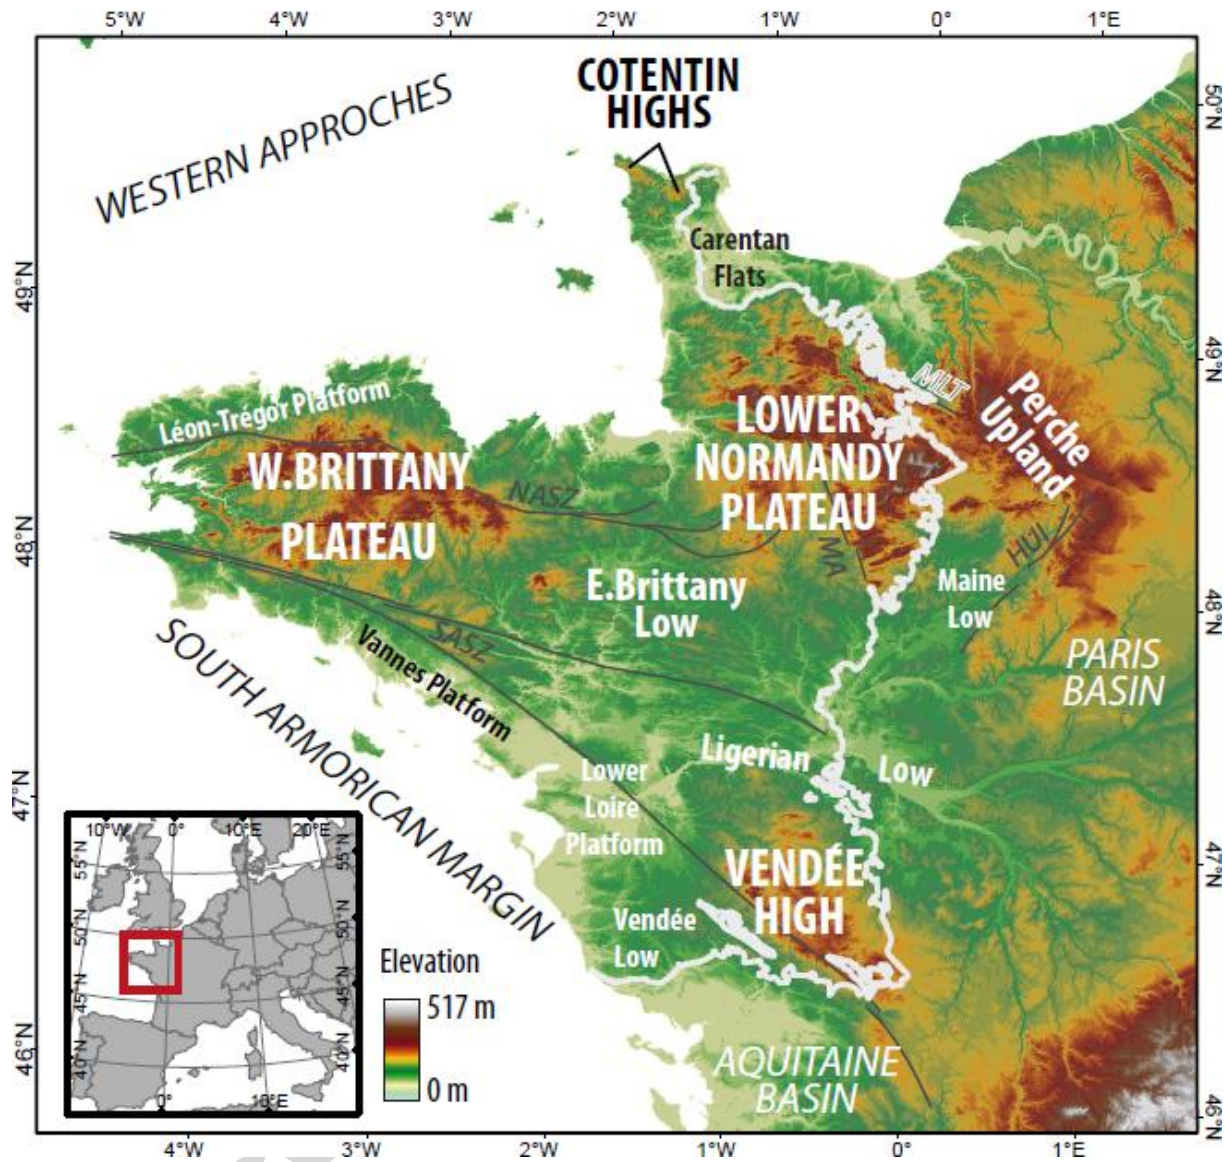 5°W 4°W 3°W 2°W 1°W 0° 1°E
COTENTIN
HIGHS
50°N
WESTERN APPROCHES
Carentan
Flats
49°N
49°N
MLT
Perche
Upland
Léon-Trégor Platform
LOWER
NORMANDY
PLATEAU
W.BRITTANY
PLATEAU
NASZ
48°N
MA
HUL
E.Brittany
Low
Maine
Low
48°N
SASZ
Vannes Platform
PARIS
BASIN
SOUTH ARMORICAN MARGIN
Ligerian Low
Lower
Loire
Platform
47°N
47°N
VENDÉE
HIGH
Vendée
Low
10°W 0° 10°E 20°E
55°N
55°N
50°N
50°N
45°N
45°N
40°N
40°N
0° 10°E
Elevation
517 m
0 m
46°N
AQUITAINE
BASIN
46°N
4°W 3°W 2°W 1°W 0° 1°E